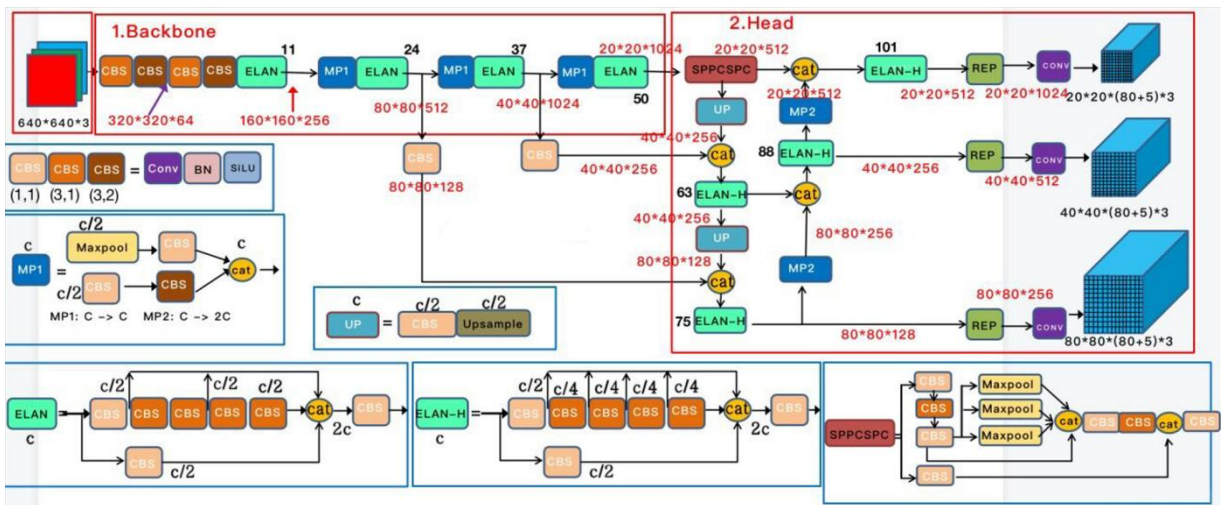 1.Backbone
2.Head
640*640*3
CBS CBS CBS CBS ELAN MP1 ELAN MP1 ELAN MP1 ELAN
11
24
37
50
320*320*64
160*160*256
80*80*512
40*40*1024
20*20*1024
CBS
80*80*128
CBS
40*40*256
SPPCSPC
20*20*512
cat
20*20*512
101
ELAN-H
20*20*512
REP
20*20*1024
CONV
20*20*(80+5)*3
UP
MP2
40*40*256
cat
88
ELAN-H
40*40*256
REP
40*40*512
CONV
40*40*(80+5)*3
63
ELAN-H
cat
40*40*256
UP
80*80*256
80*80*128
MP2
cat
75
ELAN-H
80*80*128
REP
80*80*256
CONV
80*80*(80+5)*3
CBS CBS CBS = Conv BN SiLU
(1,1) (3,1) (3,2)
c
MP1
=
c/2
Maxpool
CBS
c
cat
c/2
CBS
CBS
MP1: C -> C MP2: C -> 2C
c c/2 c/2
UP = CBS Upsample
c/2 c/2 c/2
ELAN = CBS CBS CBS CBS CBS cat CBS
c 2c
CBS
c/2
c/2 c/4 c/4 c/4 c/4
ELAN-H = CBS CBS CBS CBS CBS cat CBS
c 2c
CBS
c/2
SPPCSPC
=
CBS
CBS
CBS
CBS
Maxpool
Maxpool
Maxpool
cat CBS CBS cat CBS